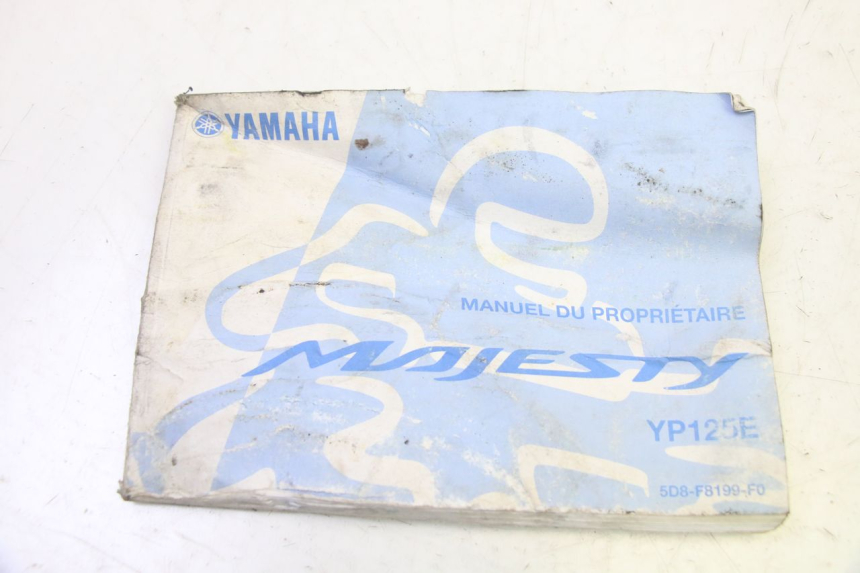 YAMAHA
MANUEL DU PROPRIÉTAIRE
MAJESTY
YP125E
5D8-F8199-F0